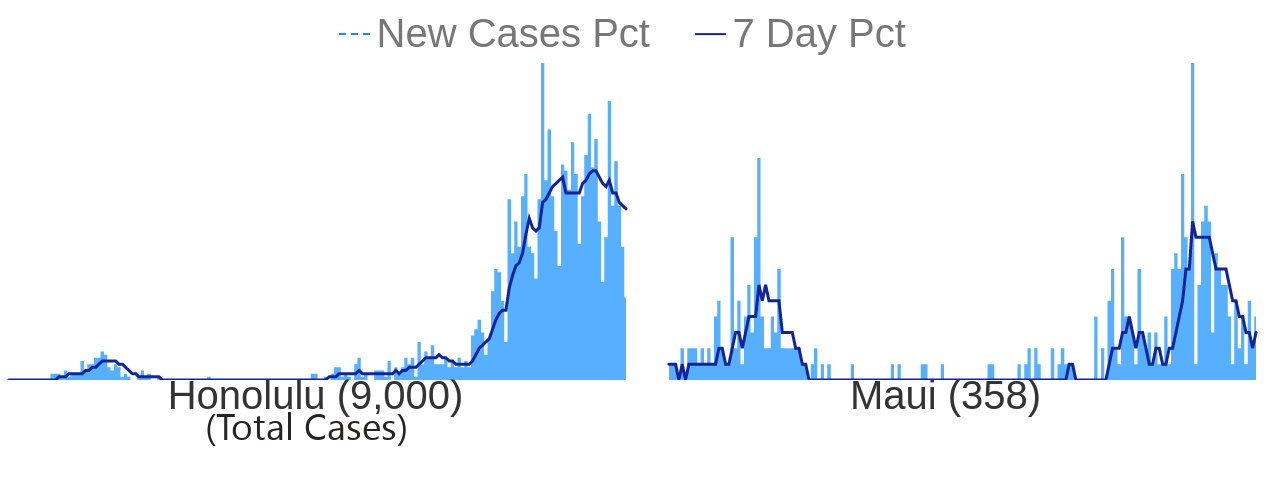 New Cases Pct 7 Day Pct
Honolulu (9,000) Maui (358)
(Total Cases)